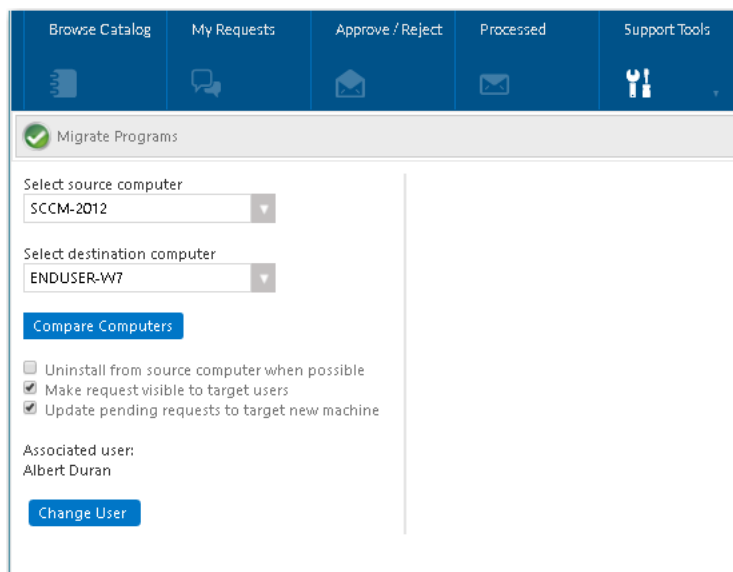 Browse Catalog My Requests Approve / Reject Processed Support Tools
Migrate Programs
Select source computer
SCCM-2012
Select destination computer
ENDUSER-W7
Compare Computers
Uninstall from source computer when possible
Make request visible to target users
Update pending requests to target new machine
Associated user:
Albert Duran
Change User